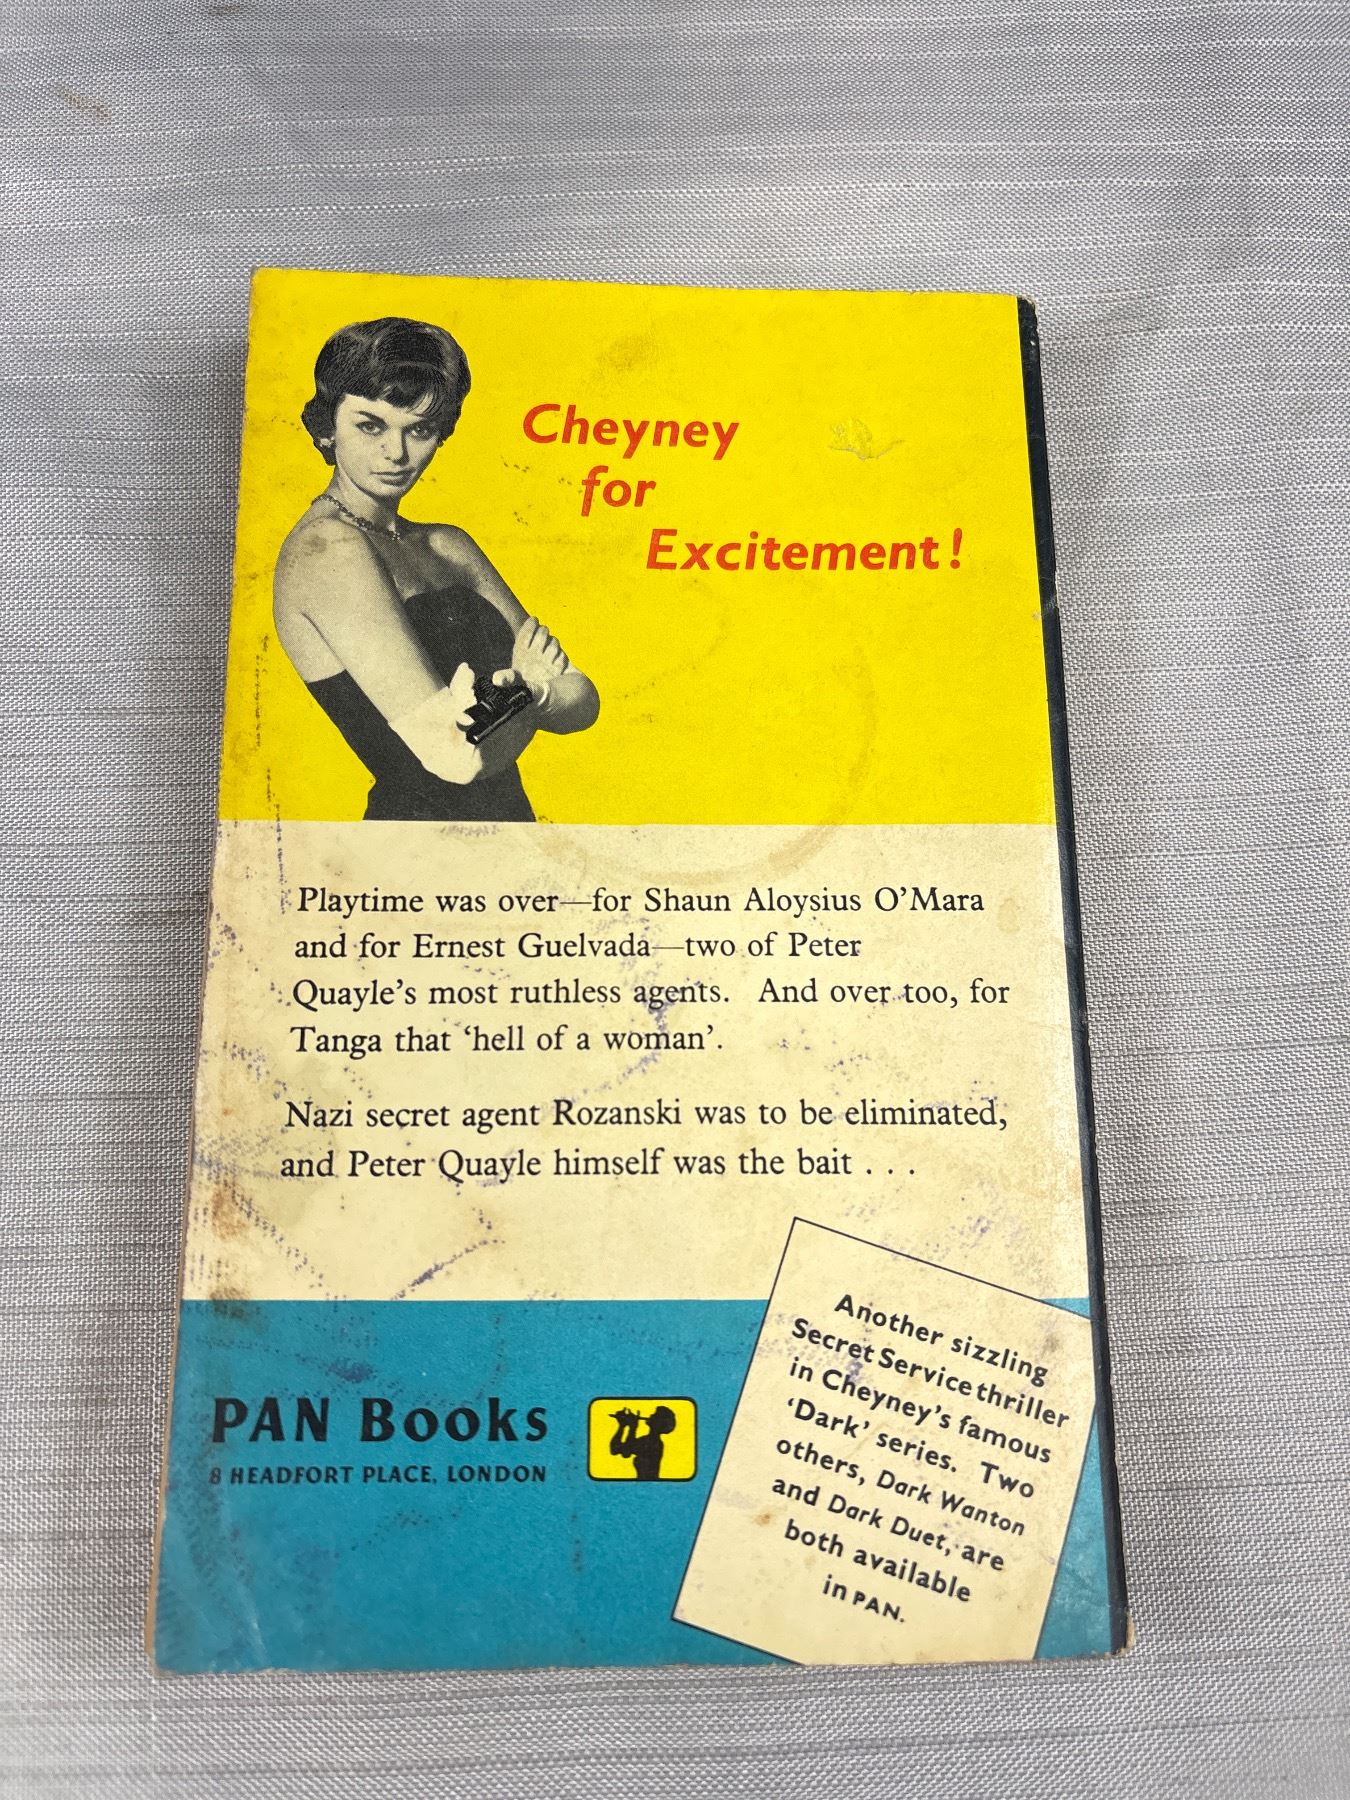 Cheyney
for
Excitement!
Playtime was over—for Shaun Aloysius O’Mara
and for Ernest Guelvada—two of Peter
Quayle’s most ruthless agents. And over too, for
Tanga that ‘hell of a woman’.
Nazi secret agent Rozanski was to be eliminated,
and Peter Quayle himself was the bait . . .
Another sizzling
Secret Service thriller
in Cheyney’s famous
‘Dark’ series. Two
others, Dark Wanton
and Dark Duet, are
both available
in PAN.
PAN Books
8 HEADFORT PLACE, LONDON